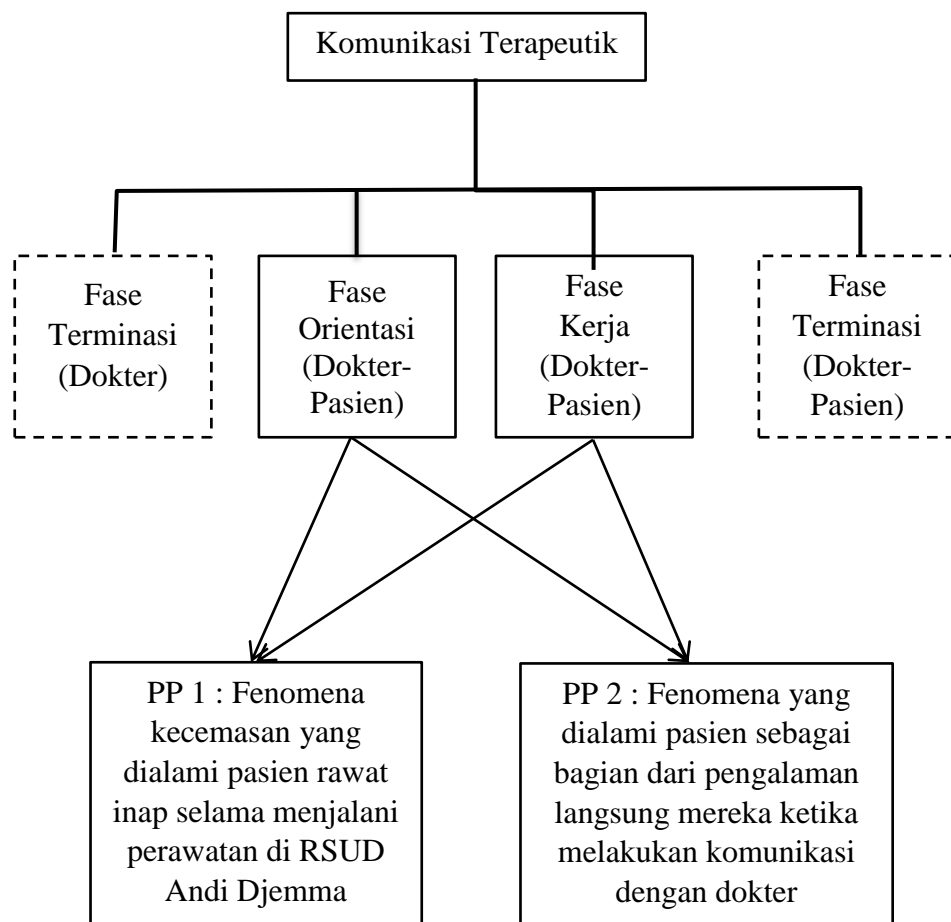 Komunikasi Terapeutik
Fase
Terminasi
(Dokter)
Fase
Orientasi
(Dokter-
Pasien)
Fase
Kerja
(Dokter-
Pasien)
Fase
Terminasi
(Dokter-
Pasien)
PP 1 : Fenomena
kecemasan yang
dialami pasien rawat
inap selama menjalani
perawatan di RSUD
Andi Djemma
PP 2 : Fenomena yang
dialami pasien sebagai
bagian dari pengalaman
langsung mereka ketika
melakukan komunikasi
dengan dokter